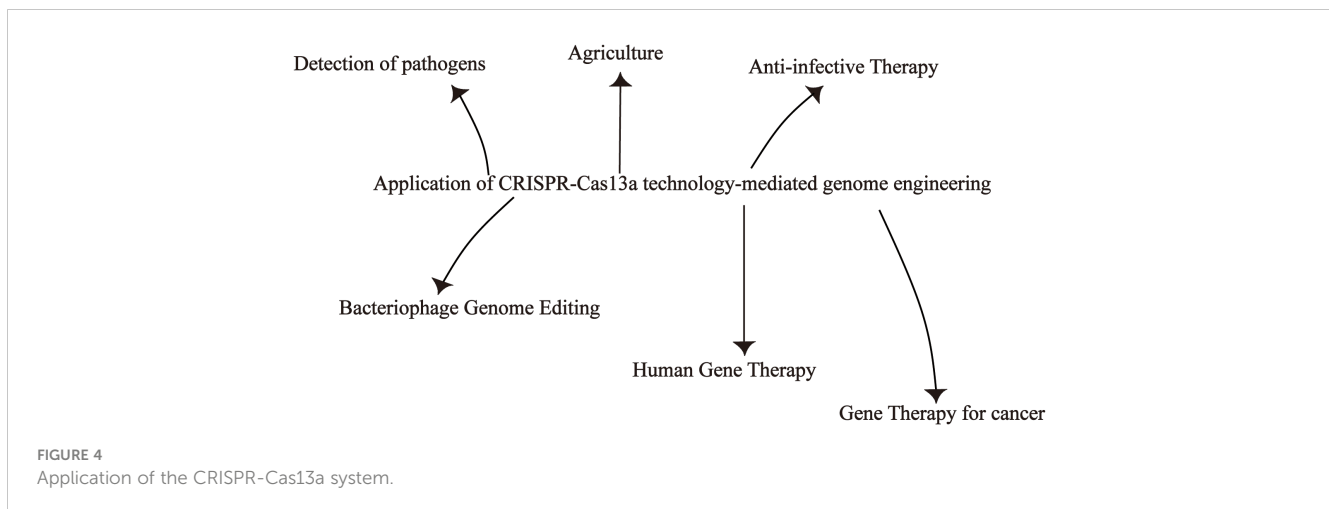 Detection of pathogens
Agriculture
Anti-infective Therapy
Application of CRISPR-Cas13a technology-mediated genome engineering
Bacteriophage Genome Editing
Human Gene Therapy
Gene Therapy for cancer
FIGURE 4
Application of the CRISPR-Cas13a system.